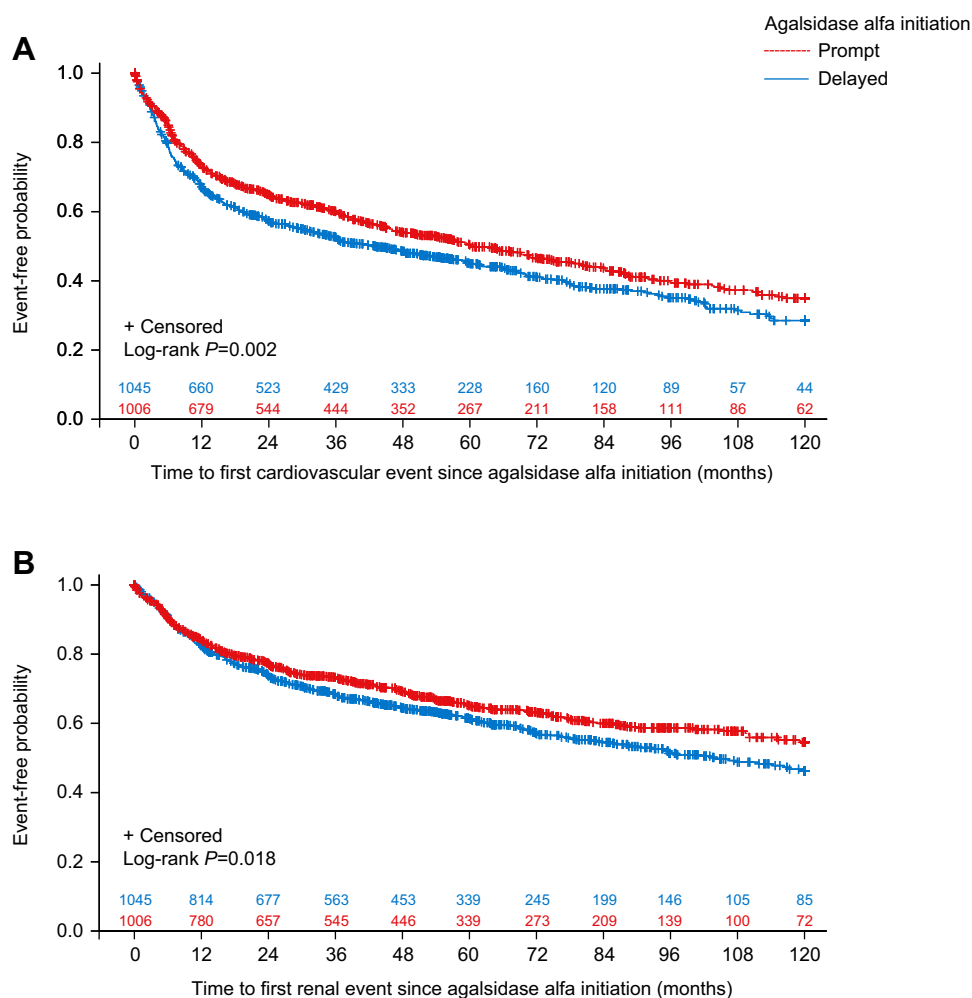 Agalsidase alfa initiation
Prompt
Delayed
A
Event-free probability
1.0
0.8
0.6
0.4
0.2
0.0
+ Censored
Log-rank P=0.002
1045 660 523 429 333 228 160 120 89 57 44
1006 679 544 444 352 267 211 158 111 86 62
0 12 24 36 48 60 72 84 96 108 120
Time to first cardiovascular event since agalsidase alfa initiation (months)
B
Event-free probability
1.0
0.8
0.6
0.4
0.2
0.0
+ Censored
Log-rank P=0.018
1045 814 677 563 453 339 245 199 146 105 85
1006 780 657 545 446 339 273 209 139 100 72
0 12 24 36 48 60 72 84 96 108 120
Time to first renal event since agalsidase alfa initiation (months)